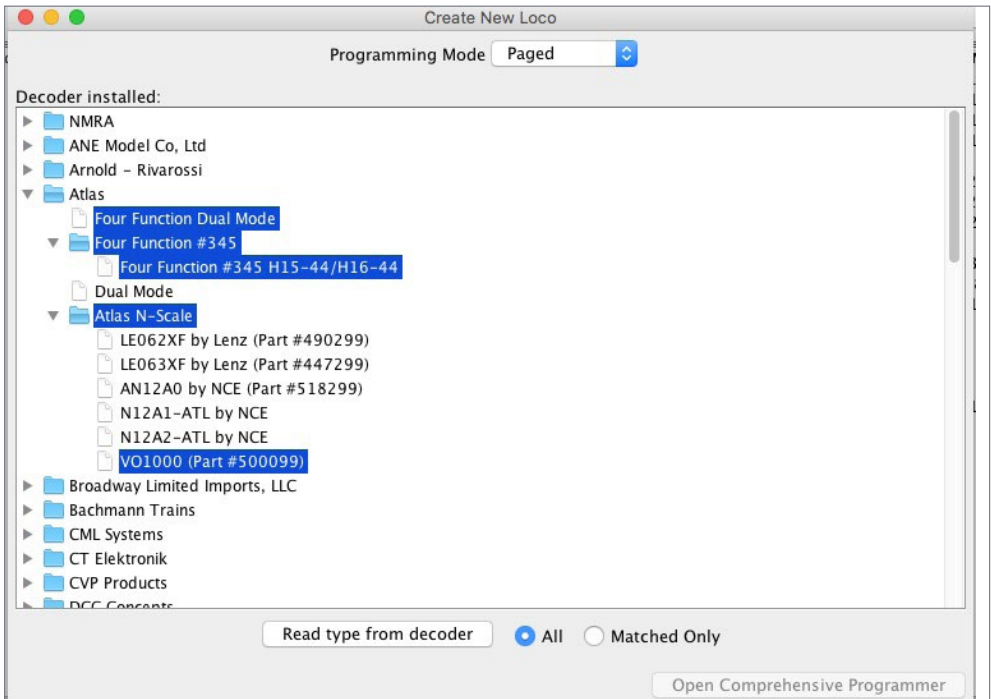 Create New Loco
Programming Mode Paged
Decoder installed:
NMRA
ANE Model Co, Ltd
Arnold - Rivarossi
Atlas
Four Function Dual Mode
Four Function #345
Four Function #345 H15-44/H16-44
Dual Mode
Atlas N-Scale
LE062XF by Lenz (Part #490299)
LE063XF by Lenz (Part #447299)
AN12A0 by NCE (Part #518299)
N12A1-ATL by NCE
N12A2-ATL by NCE
VO1000 (Part #500099)
Broadway Limited Imports, LLC
Bachmann Trains
CML Systems
CT Elektronik
CVP Products
DCC Concepts
Read type from decoder All Matched Only
Open Comprehensive Programmer